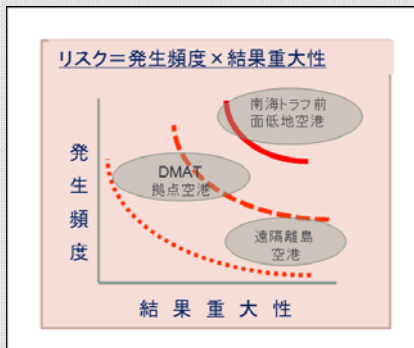 リスク＝発生頻度×結果重大性
南海トラフ前
面低地空港
DMAT
拠点空港
遠隔離島
空港
発生頻度
結果重大性